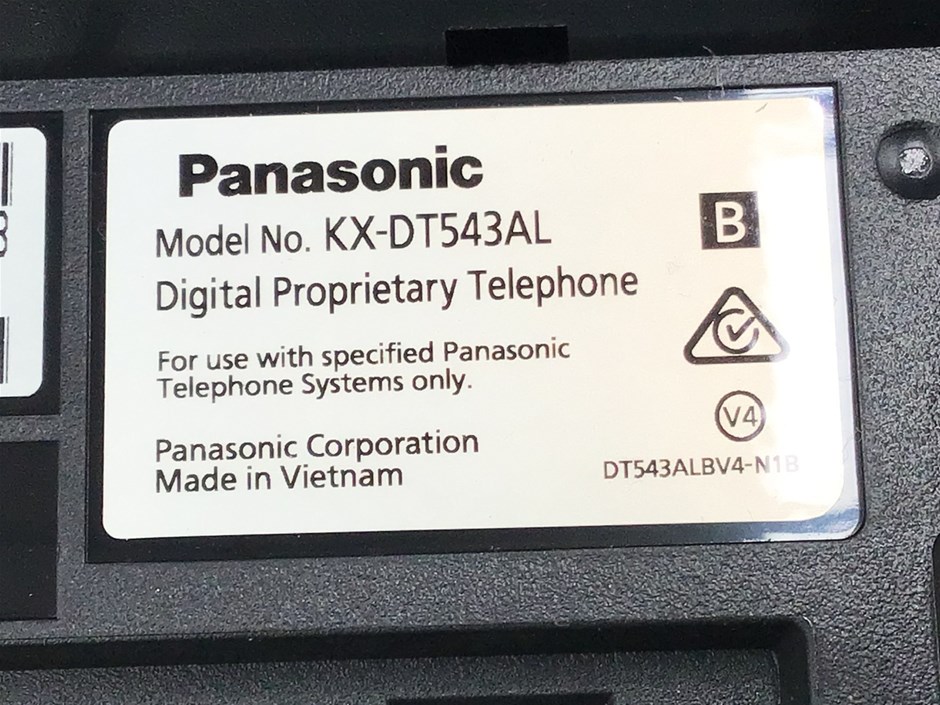 Panasonic
Model No. KX-DT543AL
B
Digital Proprietary Telephone
For use with specified Panasonic
Telephone Systems only.
V4
Panasonic Corporation
Made in Vietnam
DT543ALBV4-N1B